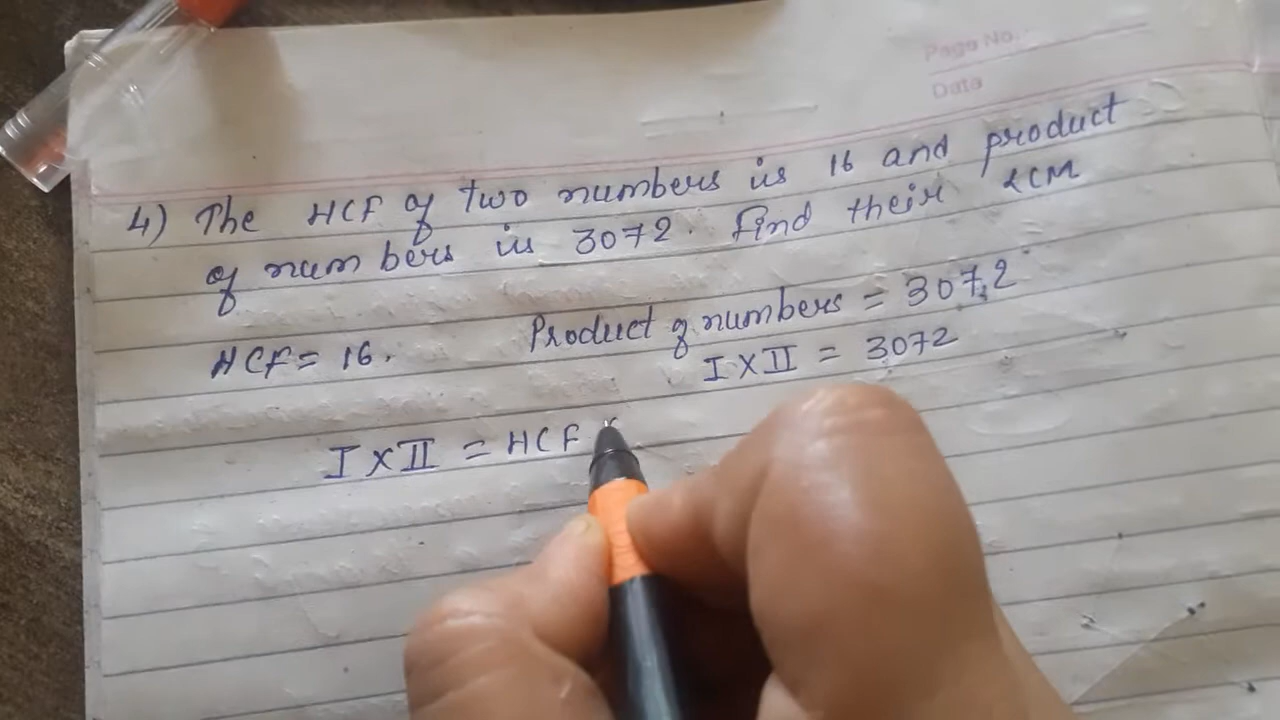 Page No.:
Date
4) The HCF of two numbers is 16 and product
of numbers is 3072. Find their LCM
HCF = 16. Product of numbers = 3072
I X II = 3072
I X II = HCF X